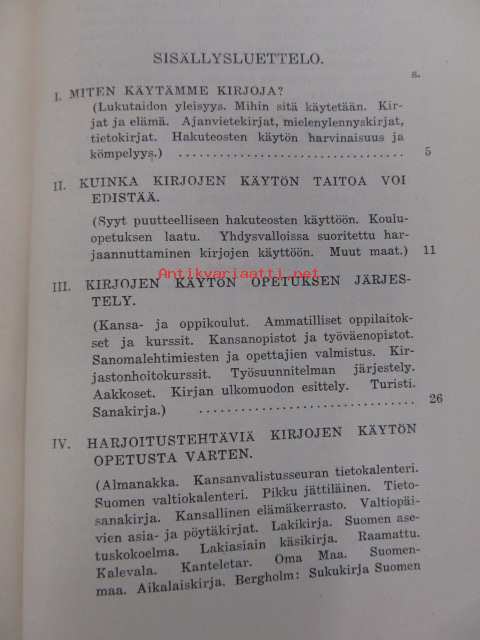 SISÄLLYSLUETTELO.
s.
I. MITEN KÄYTÄMME KIRJOJA?
(Lukutaidon yleisyys. Mihin sitä käytetään. Kir-
jat ja elämä. Ajanvietekirjat, mielenylennyskirjat,
tietokirjat. Hakuteosten käytön harvinaisuus ja
kömpelyys.) . . . . . . . . . . . . . . . . . . . . . . . . . . . . . . . . . . 5
II. KUINKA KIRJOJEN KÄYTÖN TAITOA VOI
EDISTÄÄ.
(Syyt puutteelliseen hakuteosten käyttöön. Koulu-
opetuksen laatu. Yhdysvalloissa suoritettu har-
jaannuttaminen kirjojen käyttöön. Muut maat.) 11
Antikvariaatti.net
III. KIRJOJEN KÄYTÖN OPETUKSEN JÄRJES-
TELY.
(Kansa- ja oppikoulut. Ammatilliset oppilaitok-
set ja kurssit. Kansanopistot ja työväenopistot.
Sanomalehtimiesten ja opettajien valmistus. Kir-
jastonhoitokurssit. Työsuunnitelman järjestely.
Aakkoset. Kirjan ulkomuodon esittely. Turisti.
Sanakirja.) . . . . . . . . . . . . . . . . . . . . . . . . . . . . . . . . 26
IV. HARJOITUSTEHTÄVIÄ KIRJOJEN KÄYTÖN
OPETUSTA VARTEN.
(Almanakka. Kansanvalistusseuran tietokalenteri.
Suomen valtiokalenteri. Pikku jättiläinen. Tieto-
sanakirja. Kansallinen elämäkerrasto. Valtiopäi-
vien asia- ja pöytäkirjat. Lakikirja. Suomen ase-
tuskokoelma. Lakiasiain käsikirja. Raamattu.
Kalevala. Kanteletar. Oma Maa. Suomen-
maa. Aikalaiskirja. Bergholm: Sukukirja Suomen